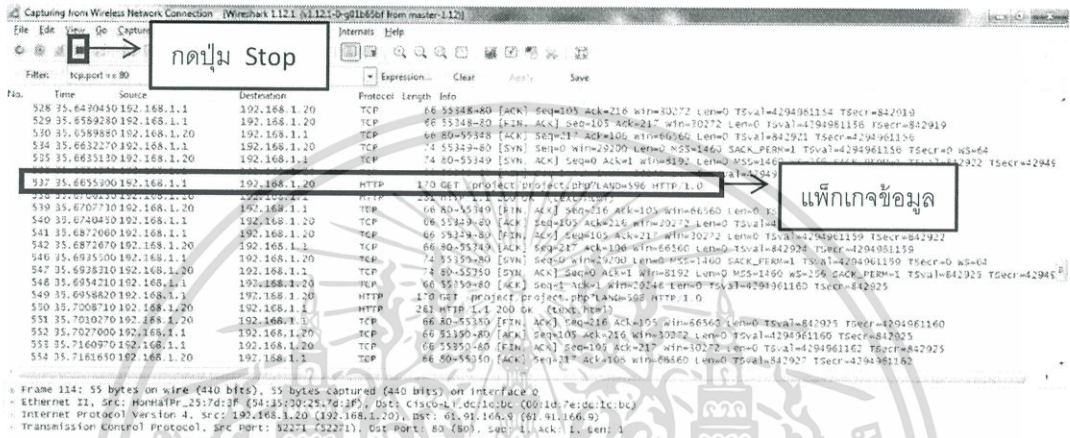 Capturing from Wireless Network Connection [Wireshark 1.12.1 (v1.12.1-0-g01b65bf from master-1.12)]
File Edit View Go Capture Internals Help
กดปุ่ม Stop
Filter: tcp.port == 80 Expression... Clear Apply Save
No. Time Source Destination Protocol Length Info
528 35.6430450 192.168.1.1 192.168.1.20 TCP 66 55348→80 [ACK] Seq=105 Ack=216 Win=30272 Len=0 TSval=4294961154 TSecr=842919
529 35.6589280 192.168.1.1 192.168.1.20 TCP 66 55348→80 [FIN, ACK] Seq=105 Ack=217 Win=30272 Len=0 TSval=4294961156 TSecr=842919
530 35.6589880 192.168.1.20 192.168.1.1 TCP 66 80→55348 [ACK] Seq=217 Ack=106 Win=66560 Len=0 TSval=842921 TSecr=4294961156
534 35.6632270 192.168.1.1 192.168.1.20 TCP 74 55349→80 [SYN] Seq=0 Win=29200 Len=0 MSS=1460 SACK_PERM=1 TSval=4294961156 TSecr=0 WS=64
535 35.6635130 192.168.1.20 192.168.1.1 TCP 74 80→55349 [SYN, ACK] Seq=0 Ack=1 Win=8192 Len=0 MSS=1460 WS=256 SACK_PERM=1
537 35.6655300 192.168.1.1 192.168.1.20 HTTP 170 GET /project/project.php?LAND=596 HTTP/1.0
แพ็กเกจข้อมูล
281 HTTP/1.1 200 OK (text/html)
539 35.6707710 192.168.1.20 192.168.1.1 TCP 66 80→55349 [FIN, ACK] Seq=216 Ack=105 Win=66560 Len=0
540 35.6740450 192.168.1.1 192.168.1.20 TCP 66 55349→80 [ACK] Seq=105 Ack=216 Win=30272 Len=0
541 35.6872060 192.168.1.1 192.168.1.20 TCP 66 55349→80 [FIN, ACK] Seq=105 Ack=217 Win=30272 Len=0 TSval=4294961159 TSecr=842922
542 35.6872670 192.168.1.20 192.168.1.1 TCP 66 80→55349 [ACK] Seq=217 Ack=106 Win=66560 Len=0 TSval=842924 TSecr=4294961159
546 35.6935500 192.168.1.1 192.168.1.20 TCP 74 55350→80 [SYN] Seq=0 Win=29200 Len=0 MSS=1460 SACK_PERM=1 TSval=4294961159 TSecr=0 WS=64
547 35.6938310 192.168.1.20 192.168.1.1 TCP 74 80→55350 [SYN, ACK] Seq=0 Ack=1 Win=8192 Len=0 MSS=1460 WS=256 SACK_PERM=1 TSval=842925 TSecr=42949
548 35.6954210 192.168.1.1 192.168.1.20 TCP 66 55350→80 [ACK] Seq=1 Ack=1 Win=29248 Len=0 TSval=4294961160 TSecr=842925
549 35.6958820 192.168.1.1 192.168.1.20 HTTP 170 GET /project/project.php?LAND=598 HTTP/1.0
550 35.7008710 192.168.1.20 192.168.1.1 HTTP 281 HTTP/1.1 200 OK (text/html)
551 35.7010270 192.168.1.20 192.168.1.1 TCP 66 80→55350 [FIN, ACK] Seq=216 Ack=105 Win=66560 Len=0 TSval=842925 TSecr=4294961160
552 35.7027000 192.168.1.1 192.168.1.20 TCP 66 55350→80 [ACK] Seq=105 Ack=216 Win=30272 Len=0 TSval=4294961160 TSecr=842925
553 35.7160970 192.168.1.1 192.168.1.20 TCP 66 55350→80 [FIN, ACK] Seq=105 Ack=217 Win=30272 Len=0 TSval=4294961162 TSecr=842925
554 35.7161650 192.168.1.20 192.168.1.1 TCP 66 80→55350 [ACK] Seq=217 Ack=106 Win=66560 Len=0 TSval=842927 TSecr=4294961162
Frame 114: 55 bytes on wire (440 bits), 55 bytes captured (440 bits) on interface 0
Ethernet II, Src: HonHaiPr_25:7d:3f (54:35:30:25:7d:3f), Dst: Cisco-Li_dc:1c:bc (00:1d:7e:dc:1c:bc)
Internet Protocol Version 4, Src: 192.168.1.20 (192.168.1.20), Dst: 61.91.166.9 (61.91.166.9)
Transmission Control Protocol, Src Port: 52271 (52271), Dst Port: 80 (80), Seq: 1, Ack: 1, Len: 1